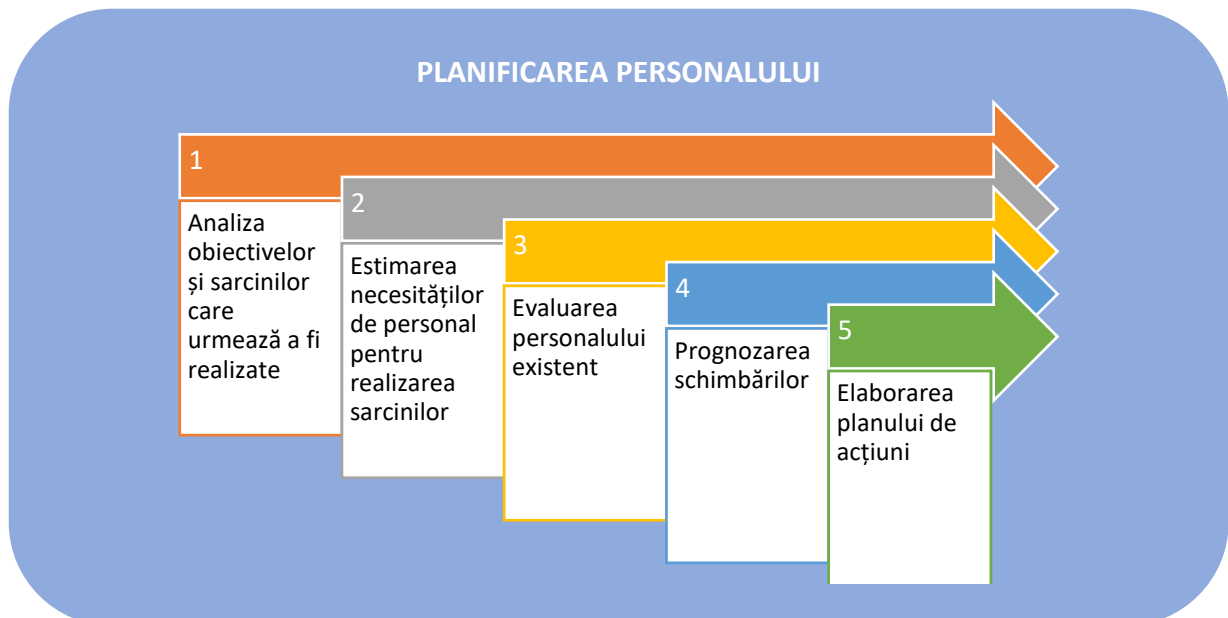 PLANIFICAREA PERSONALULUI
1
Analiza
obiectivelor
și sarcinilor
care
urmează a fi
realizate
2
Estimarea
necesităților
de personal
pentru
realizarea
sarcinilor
3
Evaluarea
personalului
existent
4
Prognozarea
schimbărilor
5
Elaborarea
planului de
acțiuni